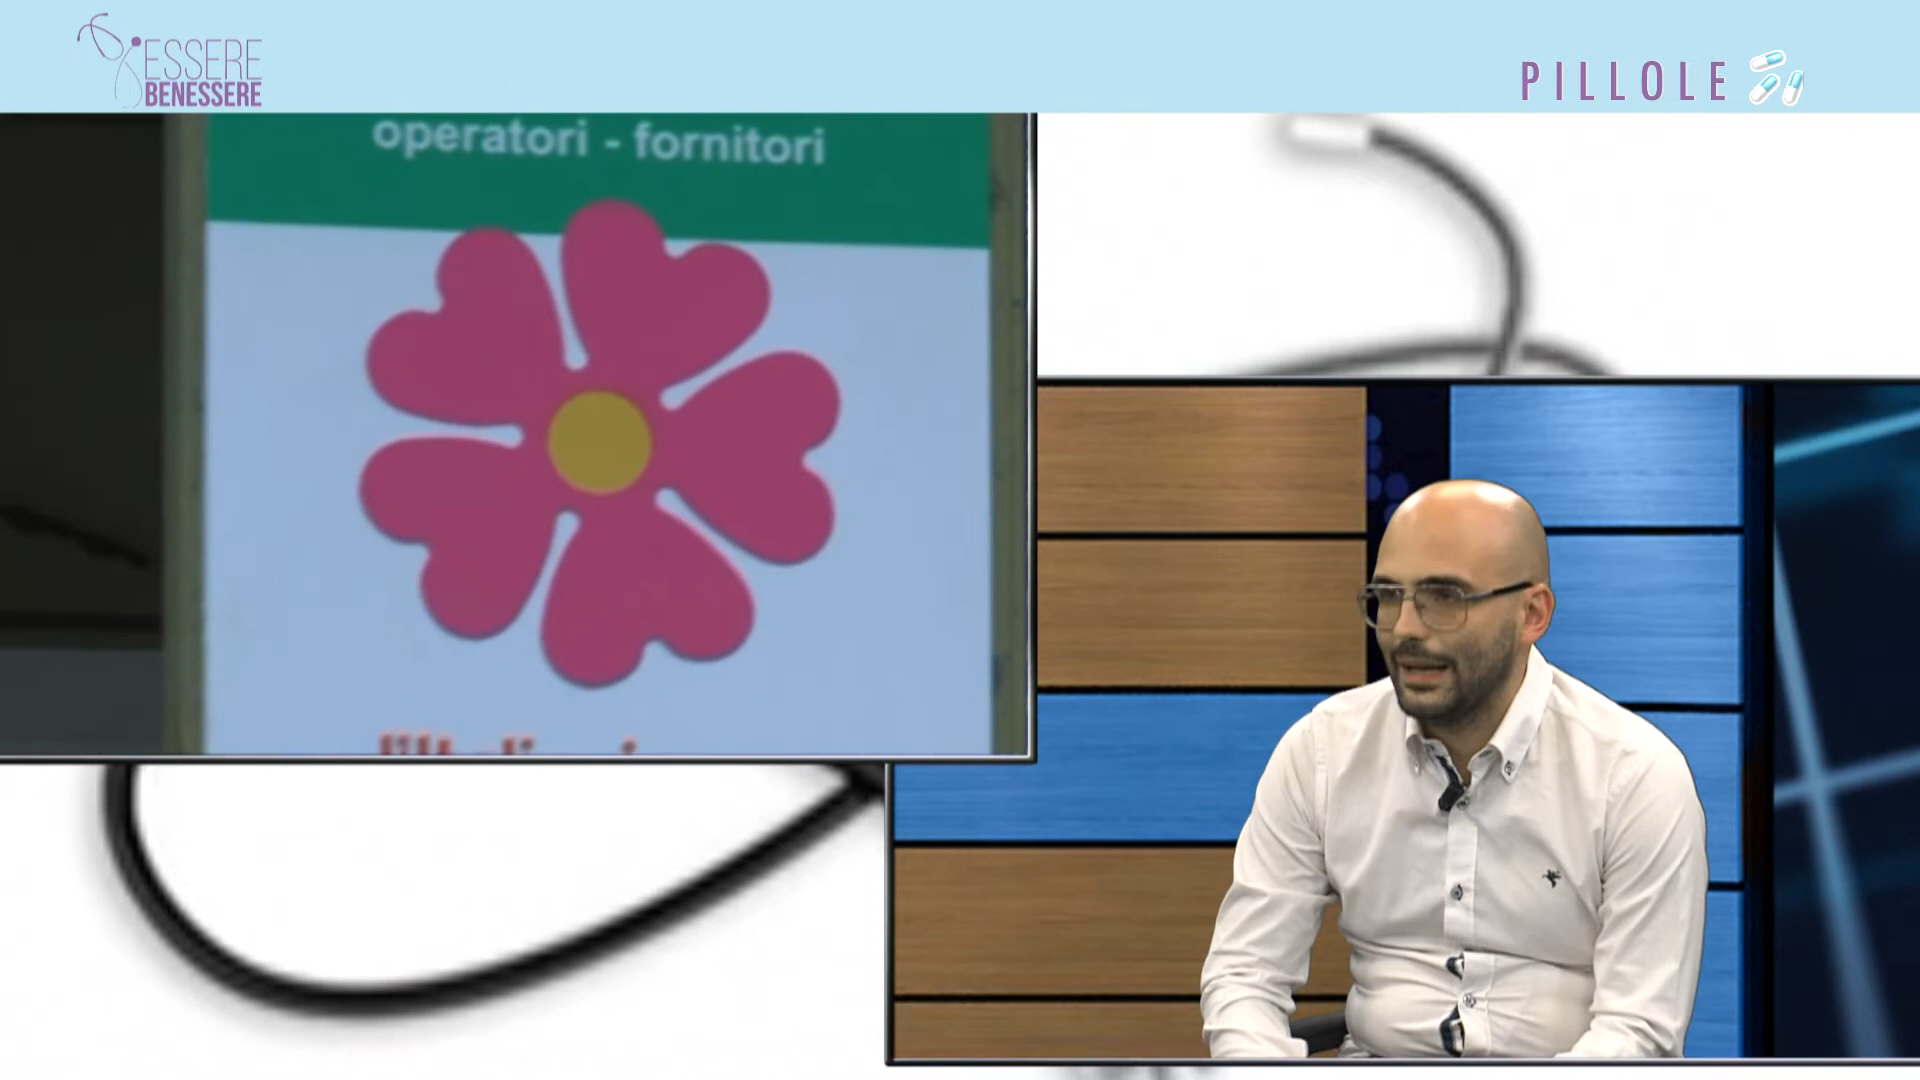 ESSERE
BENESSERE
PILLOLE
operatori - fornitori